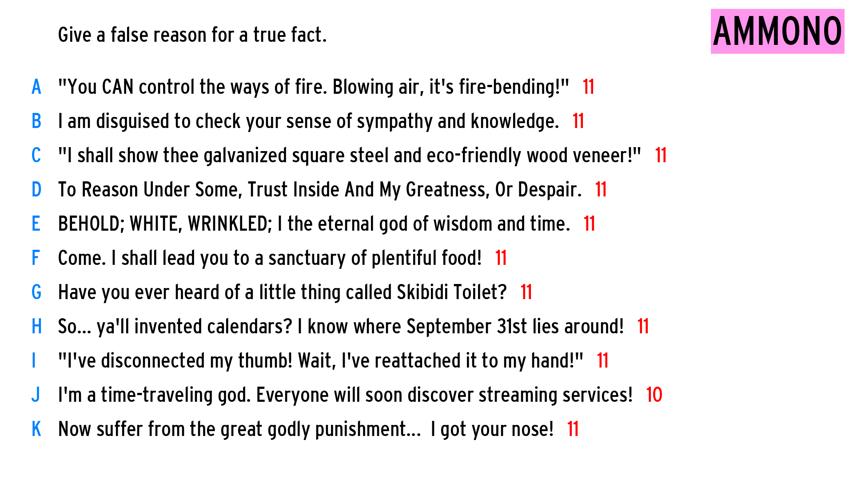 Give a false reason for a true fact.
AMMONO
A "You CAN control the ways of fire. Blowing air, it's fire-bending!" 11
B I am disguised to check your sense of sympathy and knowledge. 11
C "I shall show thee galvanized square steel and eco-friendly wood veneer!" 11
D To Reason Under Some, Trust Inside And My Greatness, Or Despair. 11
E BEHOLD; WHITE, WRINKLED; I the eternal god of wisdom and time. 11
F Come. I shall lead you to a sanctuary of plentiful food! 11
G Have you ever heard of a little thing called Skibidi Toilet? 11
H So... ya'll invented calendars? I know where September 31st lies around! 11
I "I've disconnected my thumb! Wait, I've reattached it to my hand!" 11
J I'm a time-traveling god. Everyone will soon discover streaming services! 10
K Now suffer from the great godly punishment... I got your nose! 11